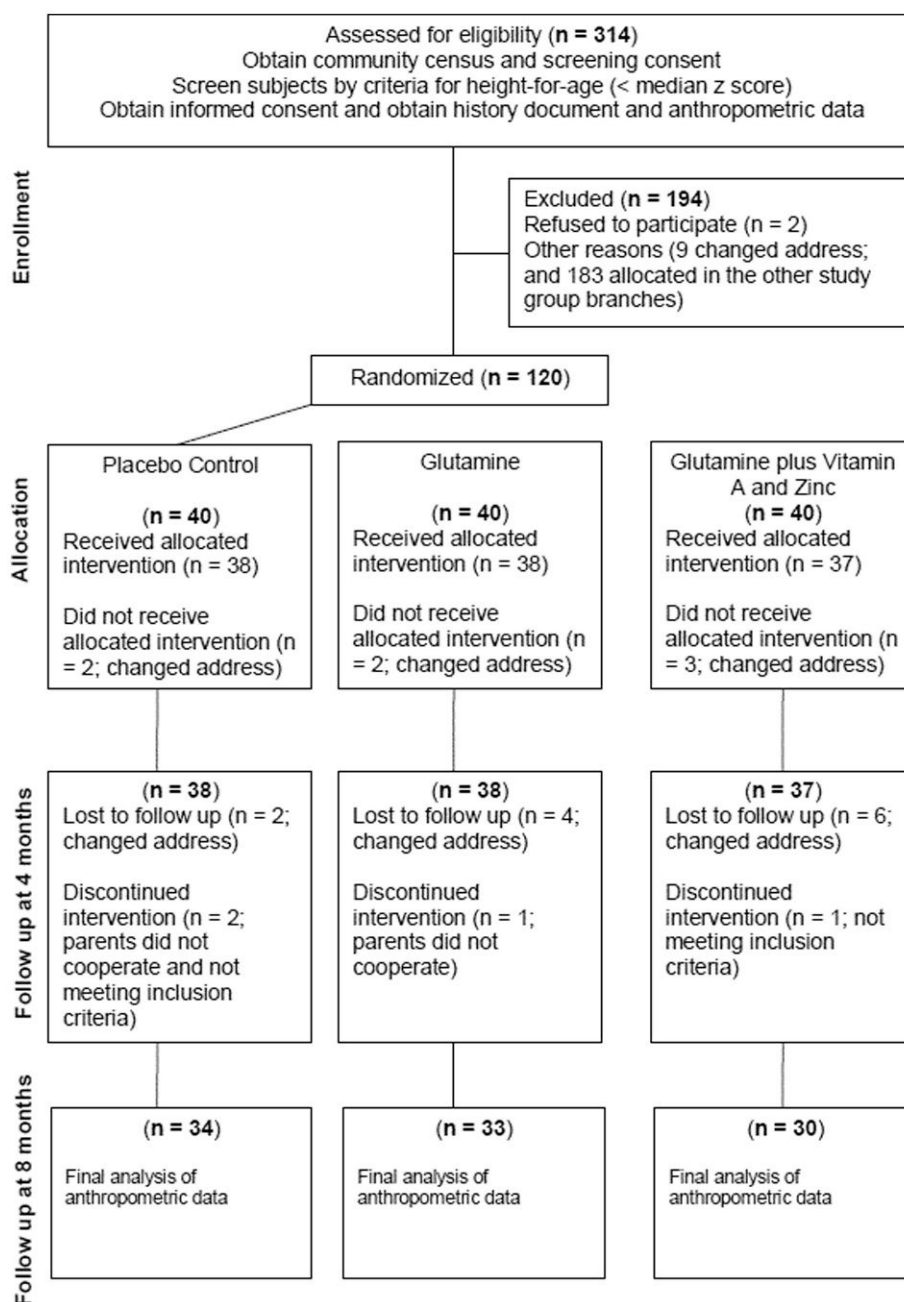 Assessed for eligibility (n = 314)
Obtain community census and screening consent
Screen subjects by criteria for height-for-age (< median z score)
Obtain informed consent and obtain history document and anthropometric data
Enrollment
Excluded (n = 194)
Refused to participate (n = 2)
Other reasons (9 changed address;
and 183 allocated in the other study
group branches)
Randomized (n = 120)
Allocation
Placebo Control
(n = 40)
Received allocated
intervention (n = 38)
Did not receive
allocated intervention (n
= 2; changed address)
Glutamine
(n = 40)
Received allocated
intervention (n = 38)
Did not receive
allocated intervention (n
= 2; changed address)
Glutamine plus Vitamin
A and Zinc
(n = 40)
Received allocated
intervention (n = 37)
Did not receive
allocated intervention (n
= 3; changed address)
Follow up at 4 months
(n = 38)
Lost to follow up (n = 2;
changed address)
Discontinued
intervention (n = 2;
parents did not
cooperate and not
meeting inclusion
criteria)
(n = 38)
Lost to follow up (n = 4;
changed address)
Discontinued
intervention (n = 1;
parents did not
cooperate)
(n = 37)
Lost to follow up (n = 6;
changed address)
Discontinued
intervention (n = 1; not
meeting inclusion
criteria)
Follow up at 8 months
(n = 34)
Final analysis of
anthropometric data
(n = 33)
Final analysis of
anthropometric data
(n = 30)
Final analysis of
anthropometric data